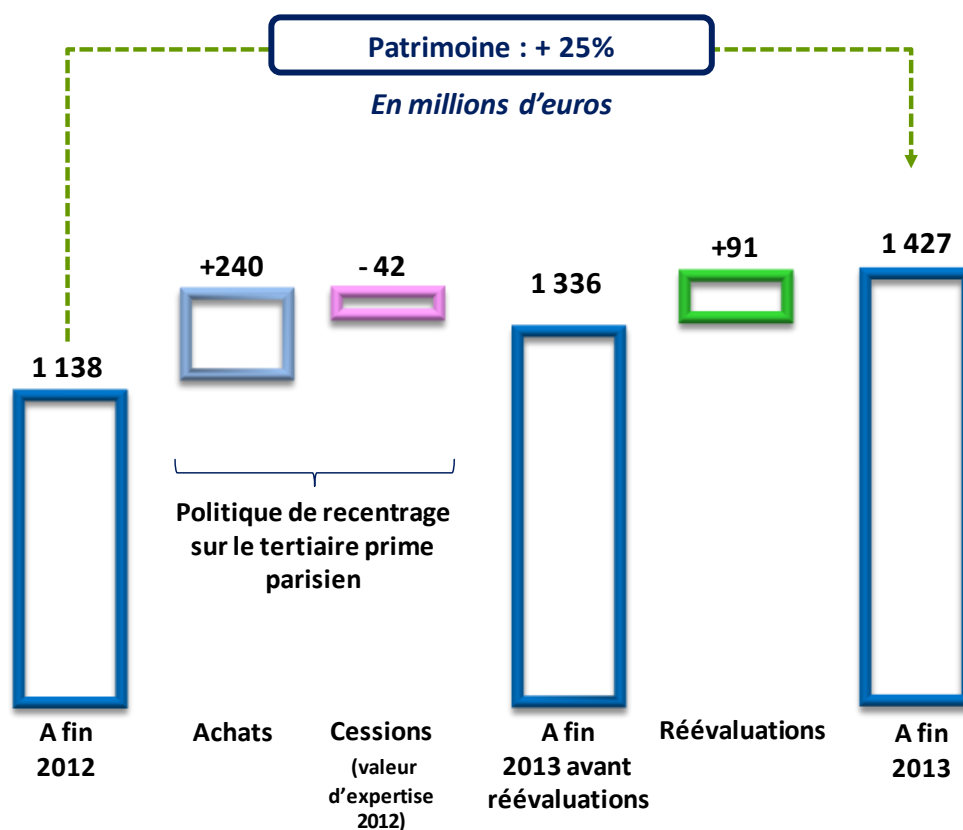 Patrimoine : + 25%
En millions d’euros
1 138
+240
- 42
1 336
+91
1 427
Politique de recentrage
sur le tertiaire prime
parisien
A fin
2012
Achats
Cessions
(valeur
d’expertise
2012)
A fin
2013 avant
réévaluations
Réévaluations
A fin
2013